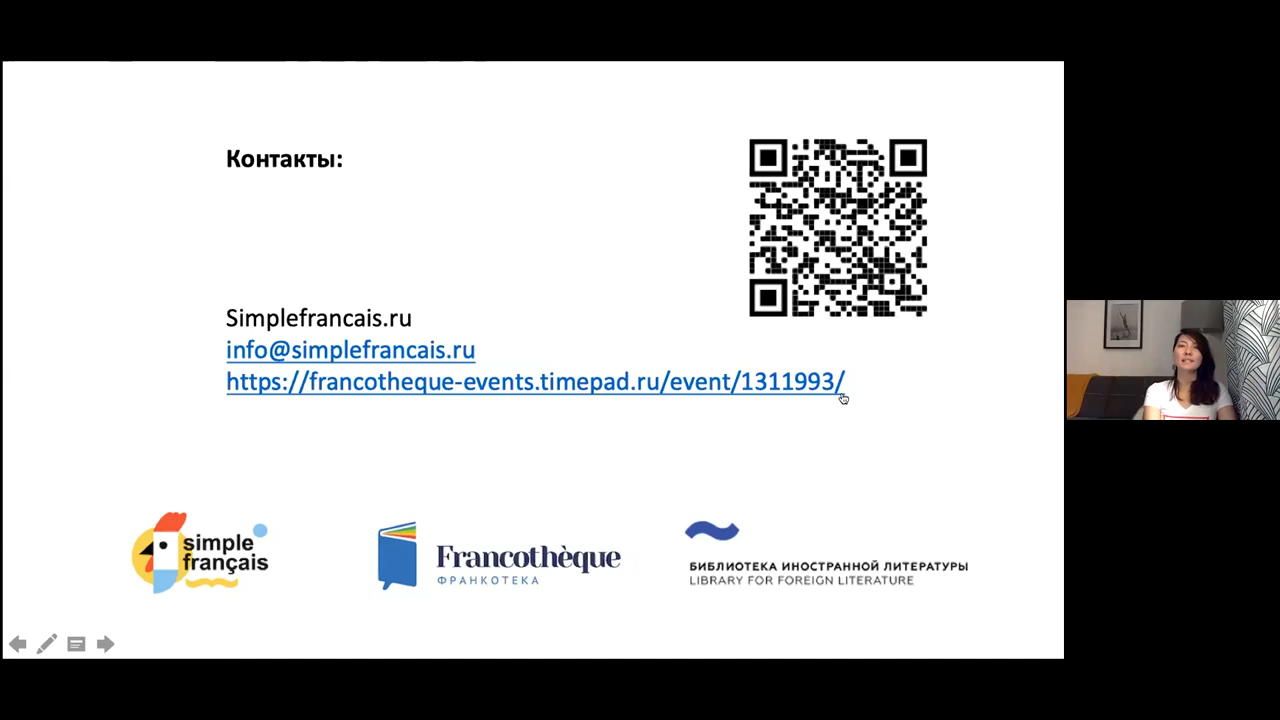 Контакты:
Simplefrancais.ru
info@simplefrancais.ru
https://francotheque-events.timepad.ru/event/1311993/
simple
français
Francothèque
ФРАНКОТЕКА
БИБЛИОТЕКА ИНОСТРАННОЙ ЛИТЕРАТУРЫ
LIBRARY FOR FOREIGN LITERATURE